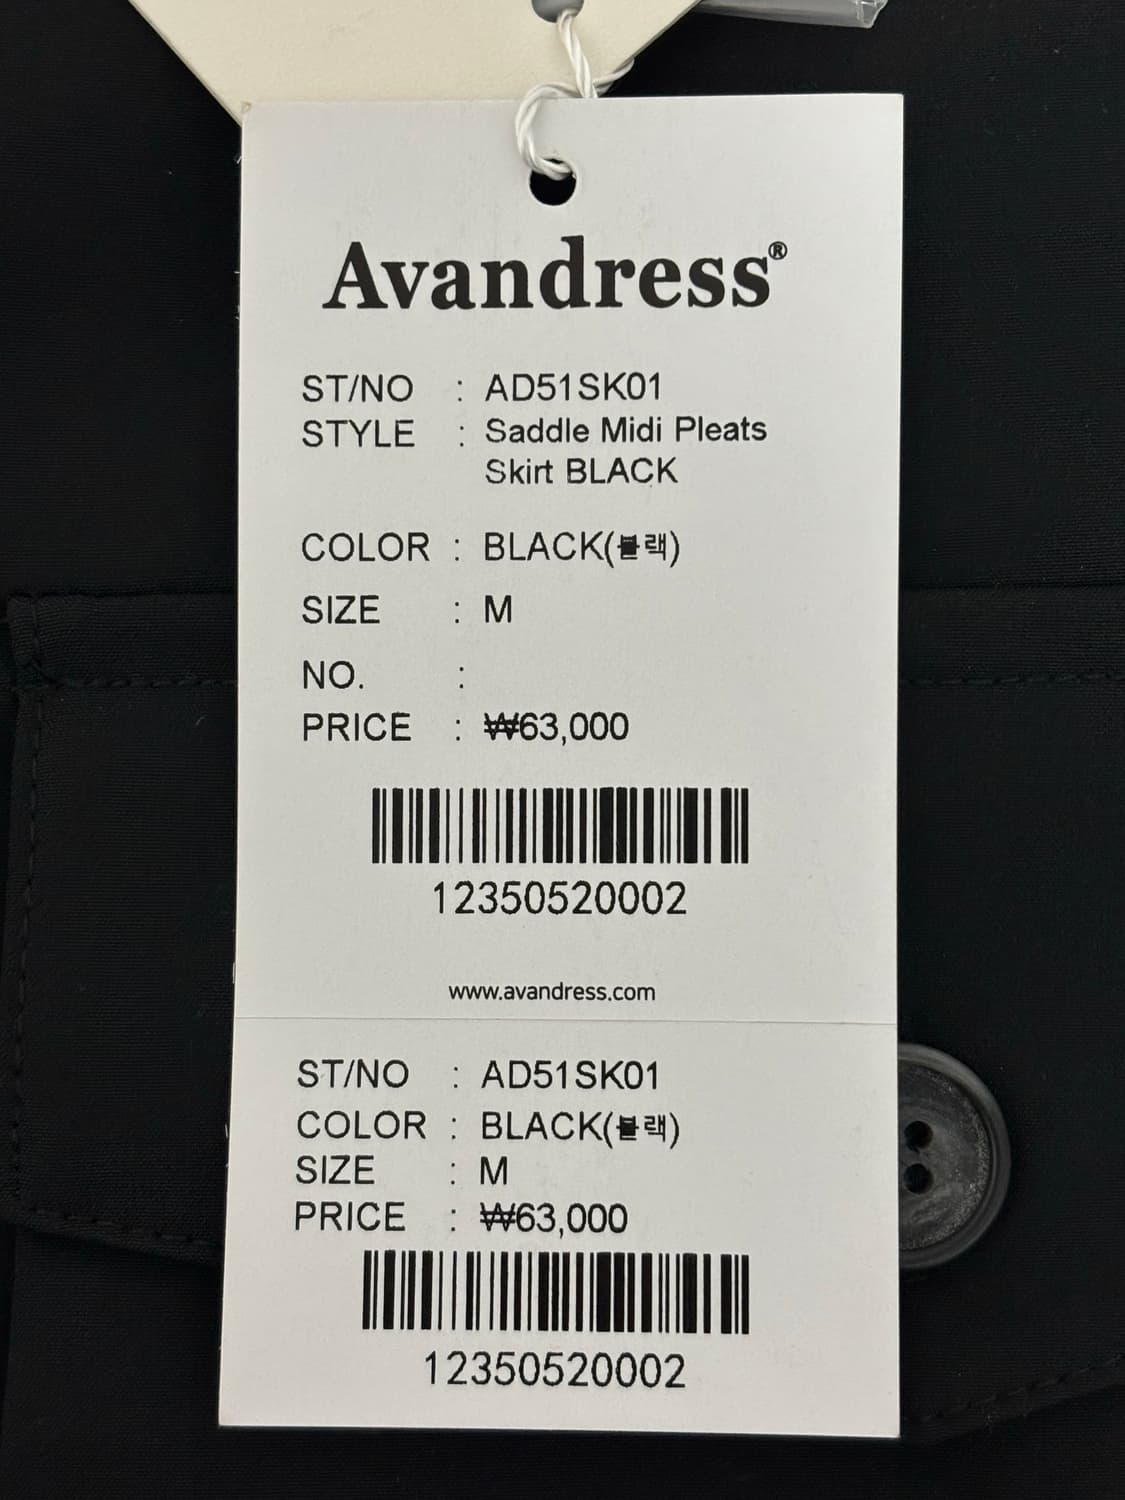 Avandress®
ST/NO : AD51SK01
STYLE : Saddle Midi Pleats
Skirt BLACK
COLOR : BLACK(블랙)
SIZE : M
NO. :
PRICE : ₩63,000
12350520002
www.avandress.com
ST/NO : AD51SK01
COLOR : BLACK(블랙)
SIZE : M
PRICE : ₩63,000
12350520002